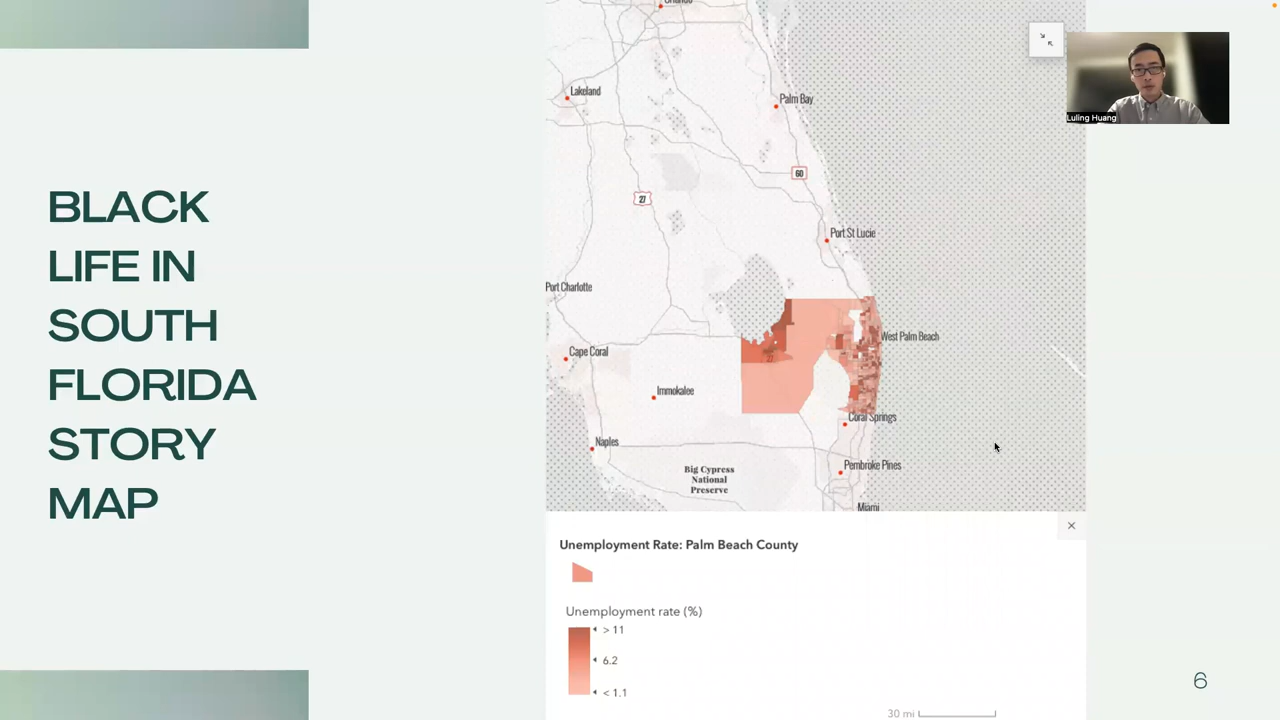 BLACK
LIFE IN
SOUTH
FLORIDA
STORY
MAP
Orlando
Lakeland
Palm Bay
60
27
Port St Lucie
Port Charlotte
West Palm Beach
Cape Coral
Immokalee
Coral Springs
Naples
Pembroke Pines
Big Cypress
National
Preserve
Miami
Luling Huang
Unemployment Rate: Palm Beach County
Unemployment rate (%)
> 11
6.2
< 1.1
30 mi
6